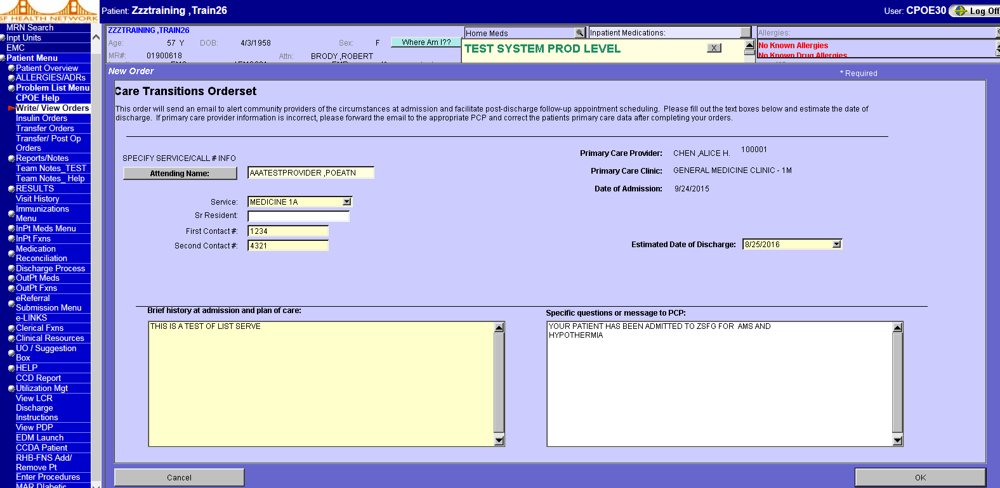 Patient: Zzztraining ,Train26
User: CPOE30
Log Off
SF HEALTH NETWORK
MRN Search
Inpt Units
EMC
Patient Menu
Patient Overview
ALLERGIES/ADRs
Problem List Menu
CPOE Help
Write/ View Orders
Insulin Orders
Transfer Orders
Transfer/ Post Op
Orders
Reports/Notes
Team Notes_TEST
Team Notes_ Help
RESULTS
Visit History
Immunizations
Menu
InPt Meds Menu
InPt Fxns
Medication
Reconciliation
Discharge Process
OutPt Meds
OutPt Fxns
eReferral
Submission Menu
e-LINKS
Clerical Fxns
Clinical Resources
UO / Suggestion
Box
HELP
CCD Report
Utilization Mgt
View LCR
Discharge
Instructions
View PDP
EDM Launch
CCDA Patient
RHB-FNS Add/
Remove Pt
Enter Procedures
MAR Diabetic
ZZZTRAINING ,TRAIN26
Age: 57 Y DOB: 4/3/1958 Sex: F
Where Am I??
MR#: 01900618 Attn: BRODY ,ROBERT
Home Meds
Inpatient Medications:
Allergies:
TEST SYSTEM PROD LEVEL
X
No Known Allergies
No Known Drug Allergies
New Order
* Required
Care Transitions Orderset
This order will send an email to alert community providers of the circumstances at admission and facilitate post-discharge follow-up appointment scheduling. Please fill out the text boxes below and estimate the date of
discharge. If primary care provider information is incorrect, please forward the email to the appropriate PCP and correct the patients primary care data after completing your orders.
SPECIFY SERVICE/CALL # INFO
Attending Name: AAATESTPROVIDER ,POEATN
Service: MEDICINE 1A
Sr Resident:
First Contact #: 1234
Second Contact #: 4321
Primary Care Provider: CHEN ,ALICE H. 100001
Primary Care Clinic: GENERAL MEDICINE CLINIC - 1M
Date of Admission: 9/24/2015
Estimated Date of Discharge: 8/25/2016
Brief history at admission and plan of care:
THIS IS A TEST OF LIST SERVE
Specific questions or message to PCP:
YOUR PATIENT HAS BEEN ADMITTED TO ZSFG FOR  AMS AND
HYPOTHERMIA
Cancel
OK